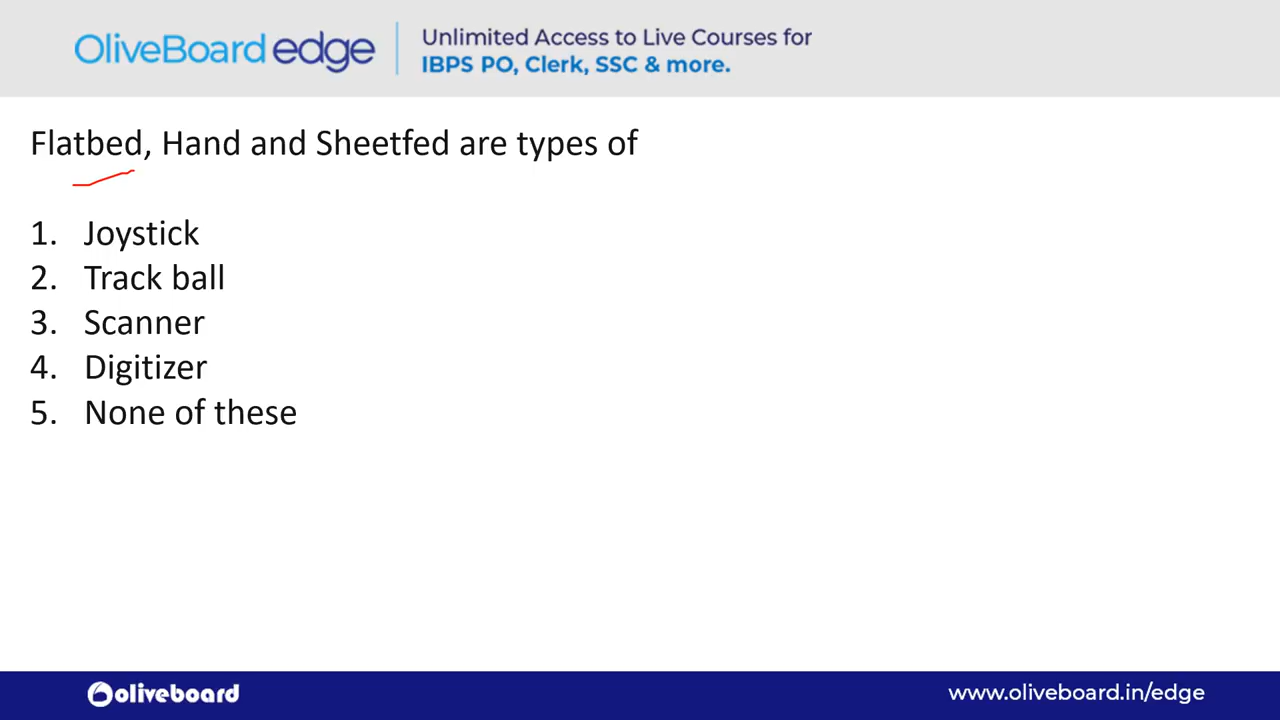 OliveBoard edge
Unlimited Access to Live Courses for
IBPS PO, Clerk, SSC & more.
Flatbed, Hand and Sheetfed are types of
1. Joystick
2. Track ball
3. Scanner
4. Digitizer
5. None of these
oliveboard
www.oliveboard.in/edge